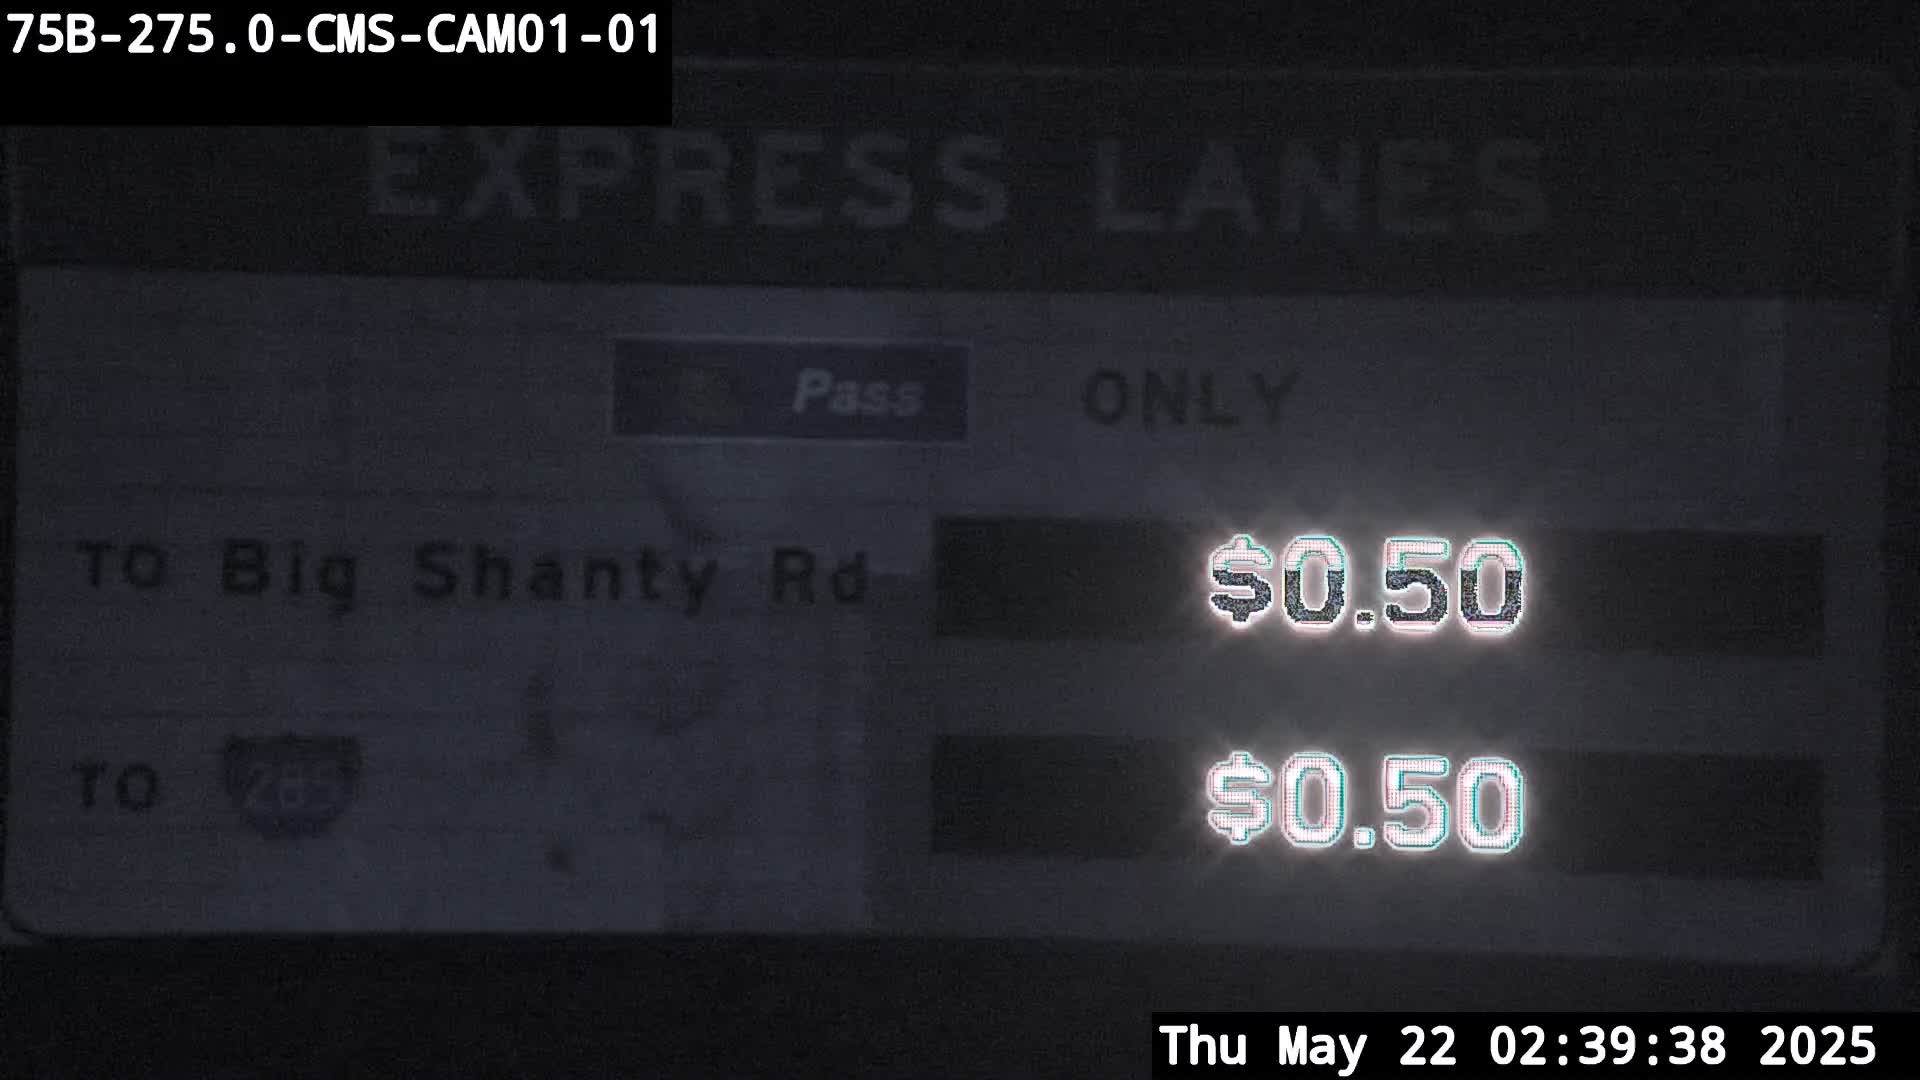 75B-275.0-CMS-CAM01-01
EXPRESS LANES
Pass ONLY
TO Big Shanty Rd $0.50
TO 285 $0.50
Thu May 22 02:39:38 2025